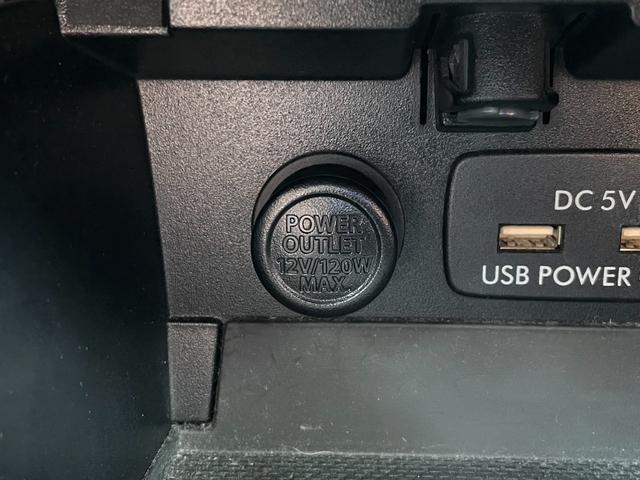 POWER
OUTLET
12V/120W
MAX.
DC 5V
USB POWER